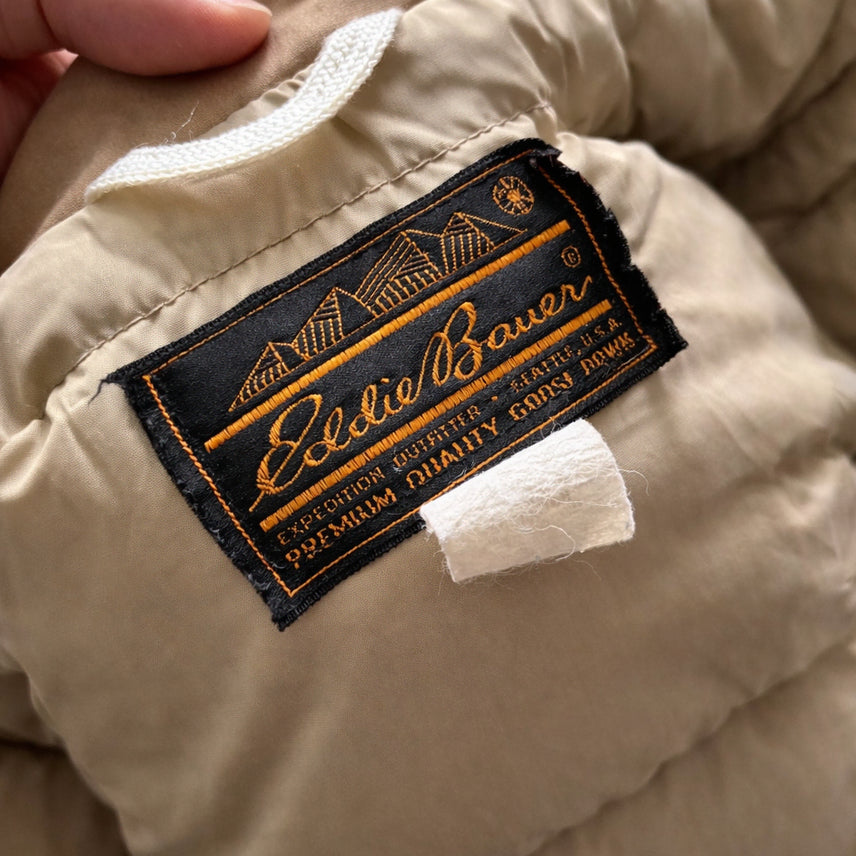 Eddie Bauer ®
EXPEDITION OUTFITTER · SEATTLE, U.S.A.
PREMIUM QUALITY GOOSE DOWN